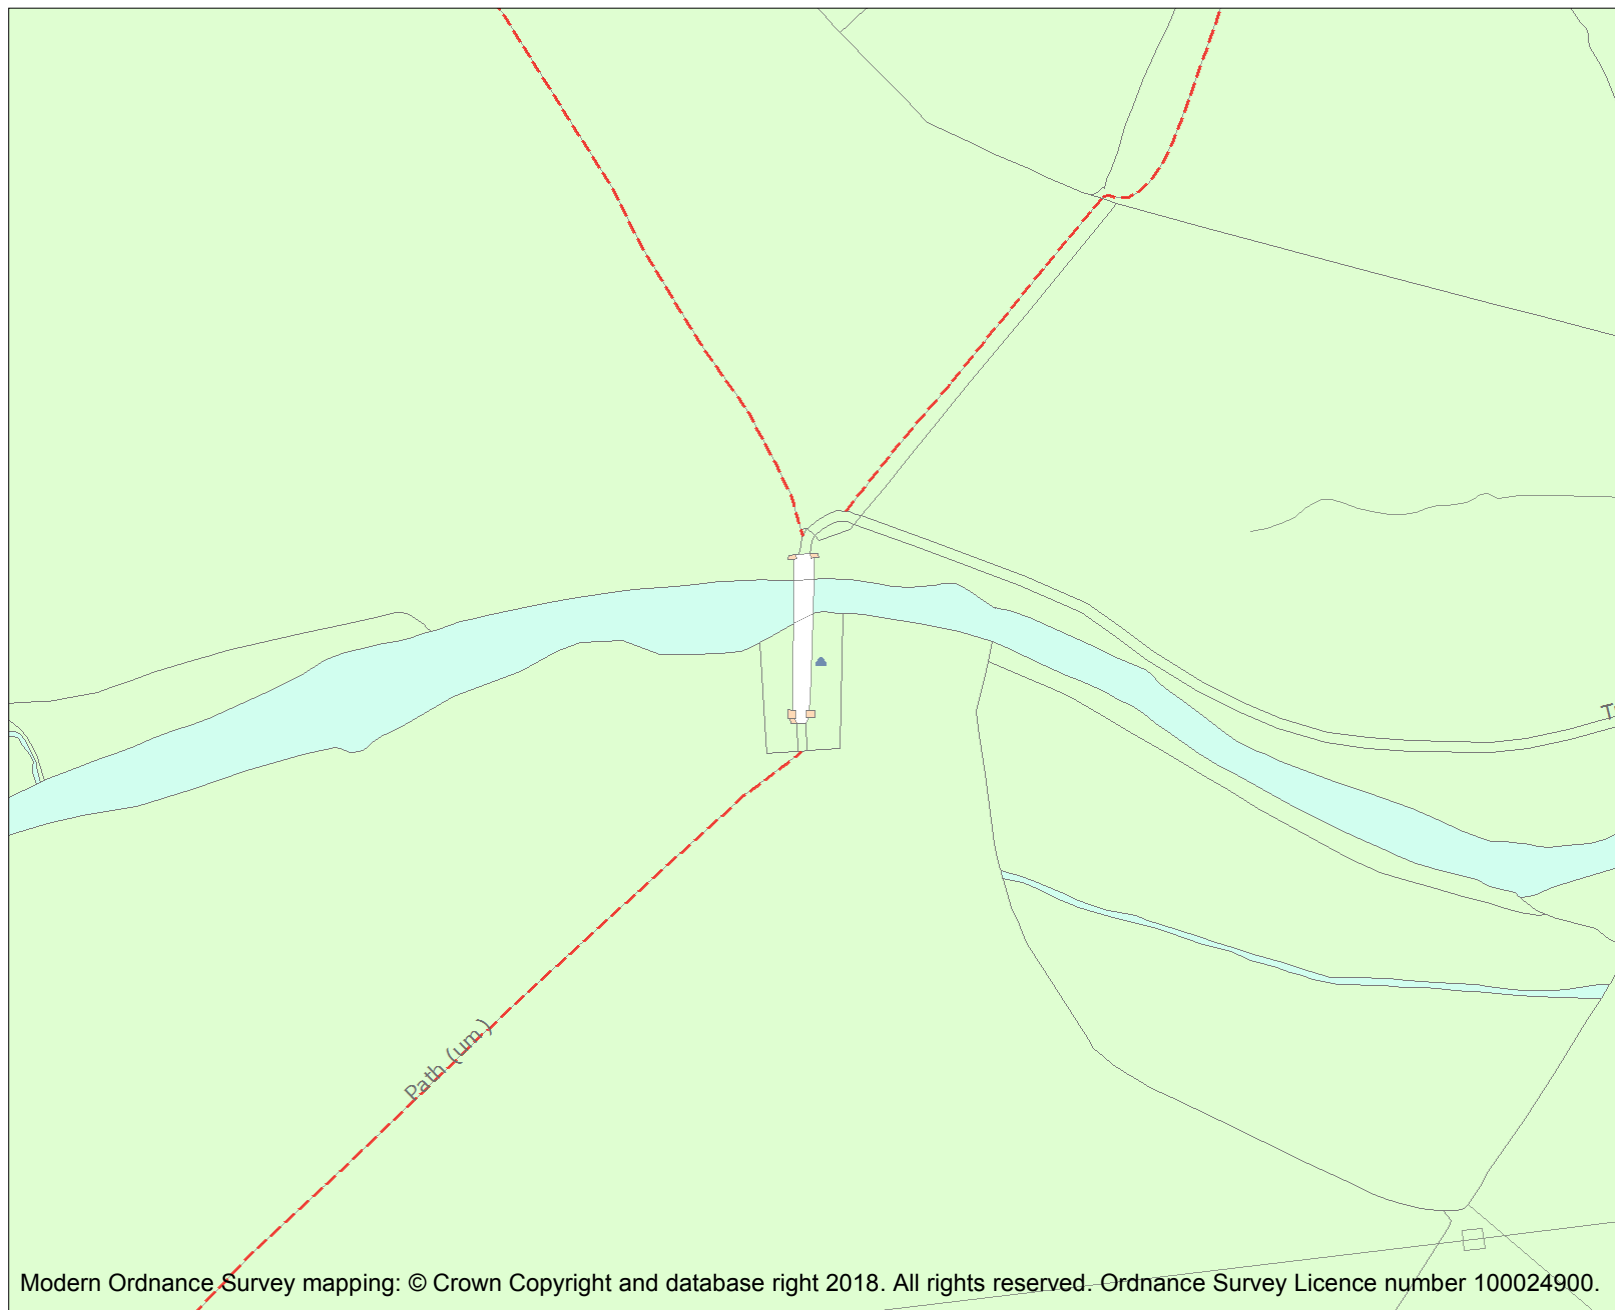 Path (um)
Modern Ordnance Survey mapping: © Crown Copyright and database right 2018. All rights reserved. Ordnance Survey Licence number 100024900.